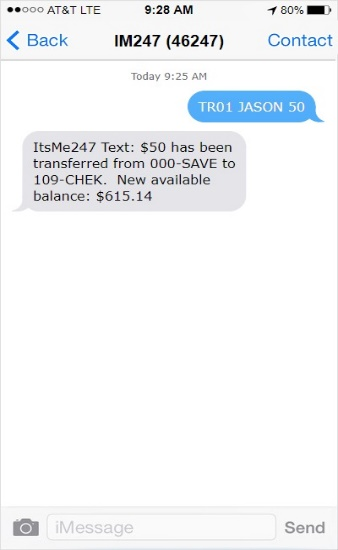 AT&T LTE 9:28 AM 80%
Back IM247 (46247) Contact
Today 9:25 AM
TR01 JASON 50
ItsMe247 Text: $50 has been
transferred from 000-SAVE to
109-CHEK.  New available
balance: $615.14
iMessage Send